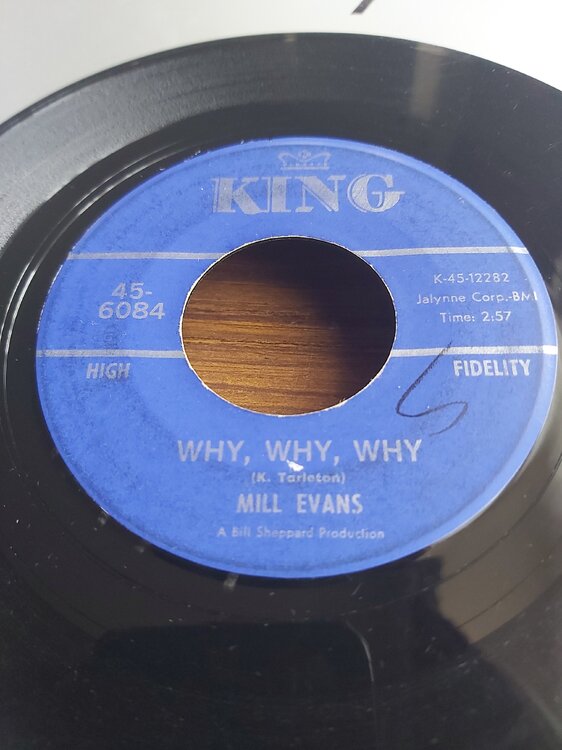 KING
45-
6084
K-45-12282
Jalynne Corp.-BMI
Time: 2:57
HIGH FIDELITY
WHY, WHY, WHY
(K. Tarleton)
MILL EVANS
A Bill Sheppard Production